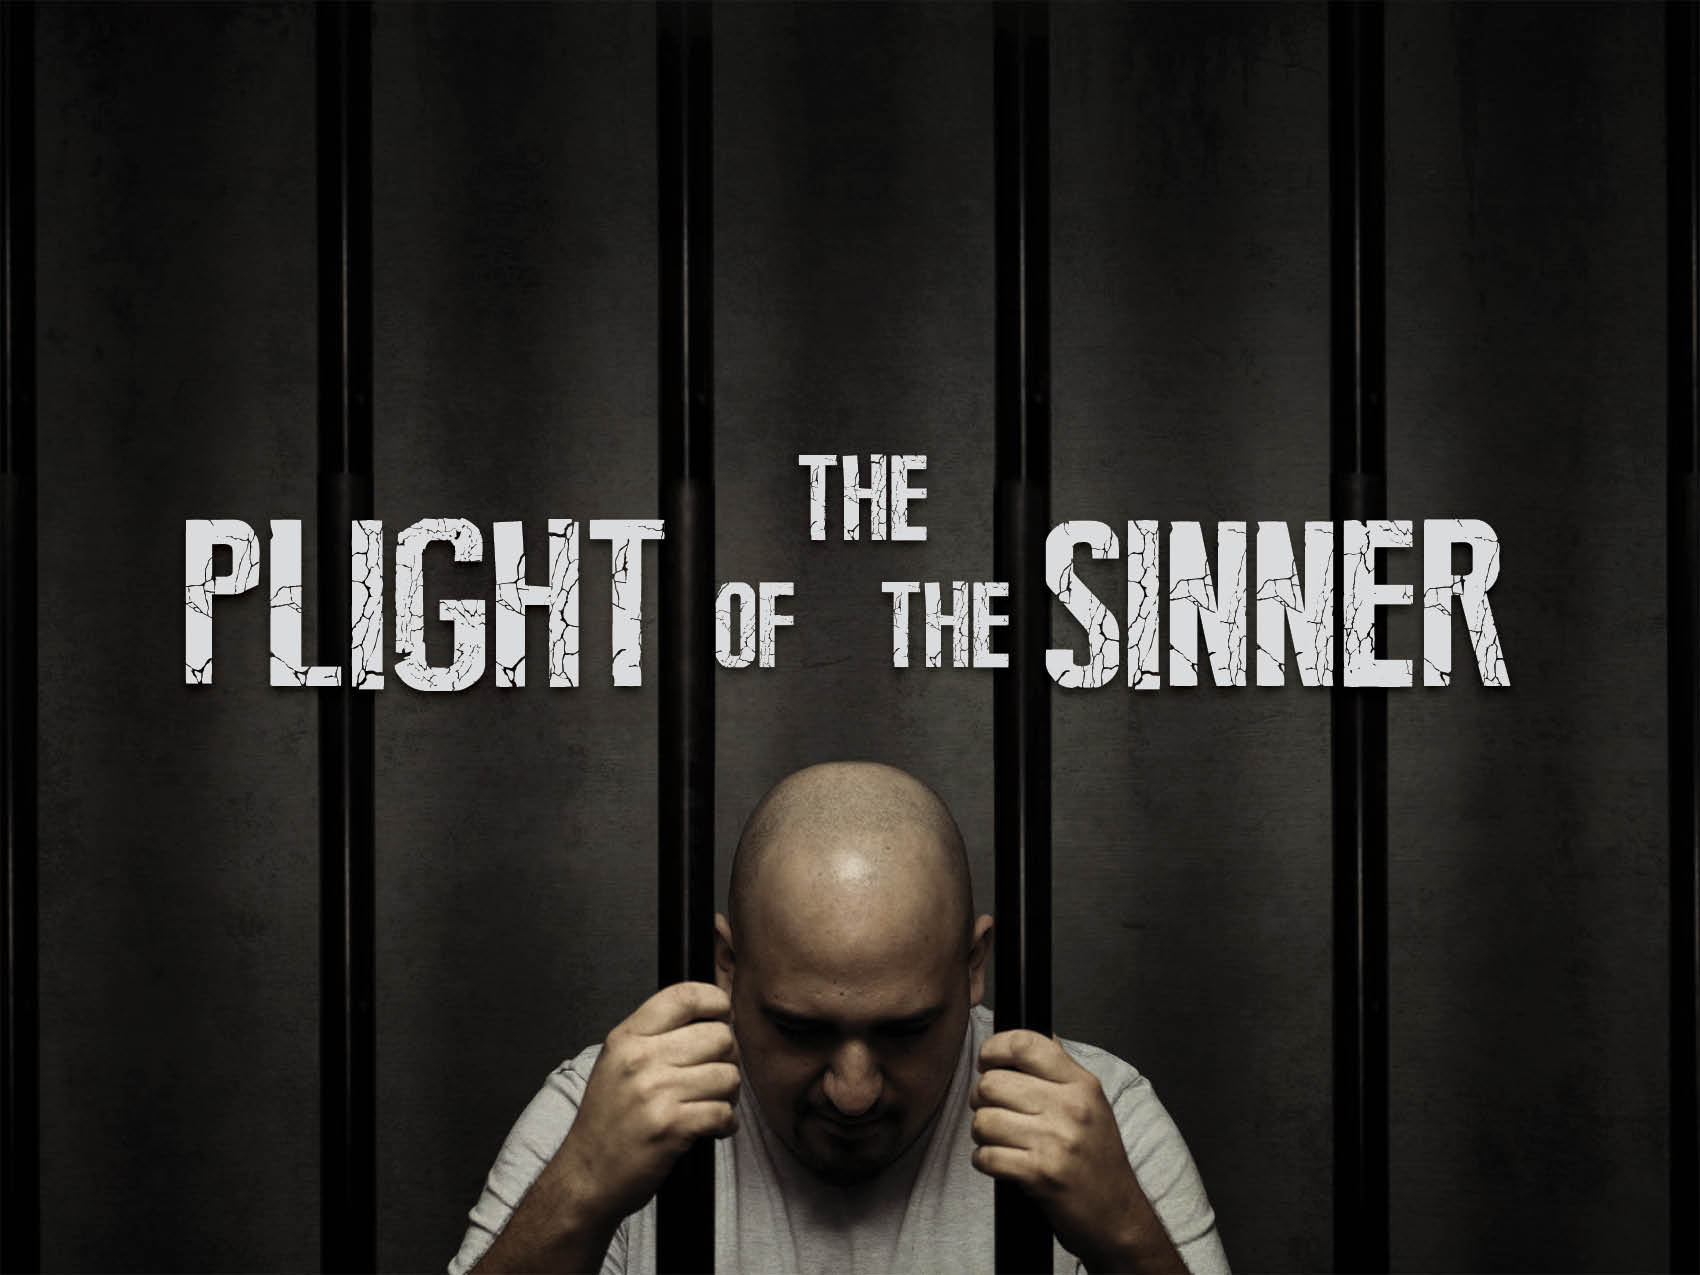 THE
PLIGHT OF THE SINNER